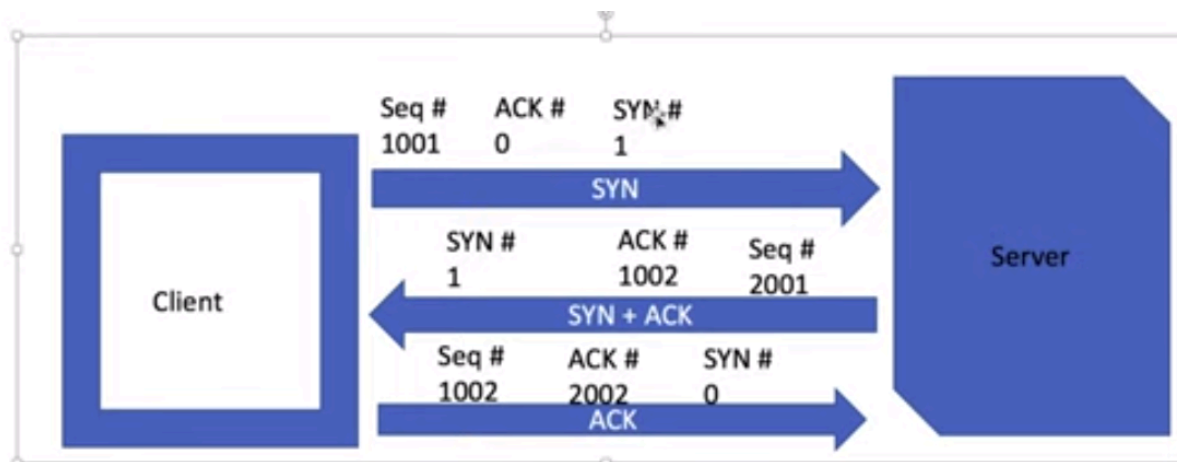 Seq # ACK # SYN #
1001 0 1
SYN
SYN # ACK # Seq #
1 1002 2001
SYN + ACK
Seq # ACK # SYN #
1002 2002 0
ACK
Client
Server